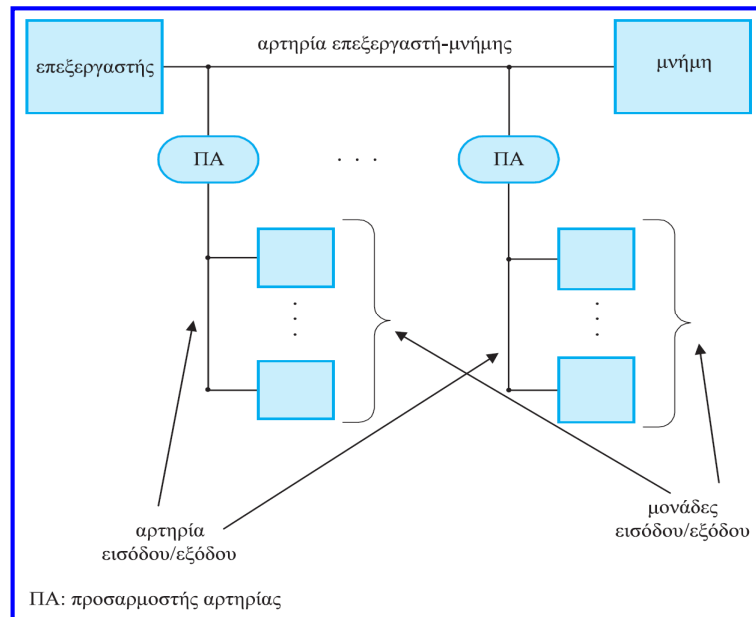 αρτηρία επεξεργαστή-μνήμης
επεξεργαστής
μνήμη
ΠΑ
. . .
ΠΑ
αρτηρία
εισόδου/εξόδου
μονάδες
εισόδου/εξόδου
ΠΑ: προσαρμοστής αρτηρίας